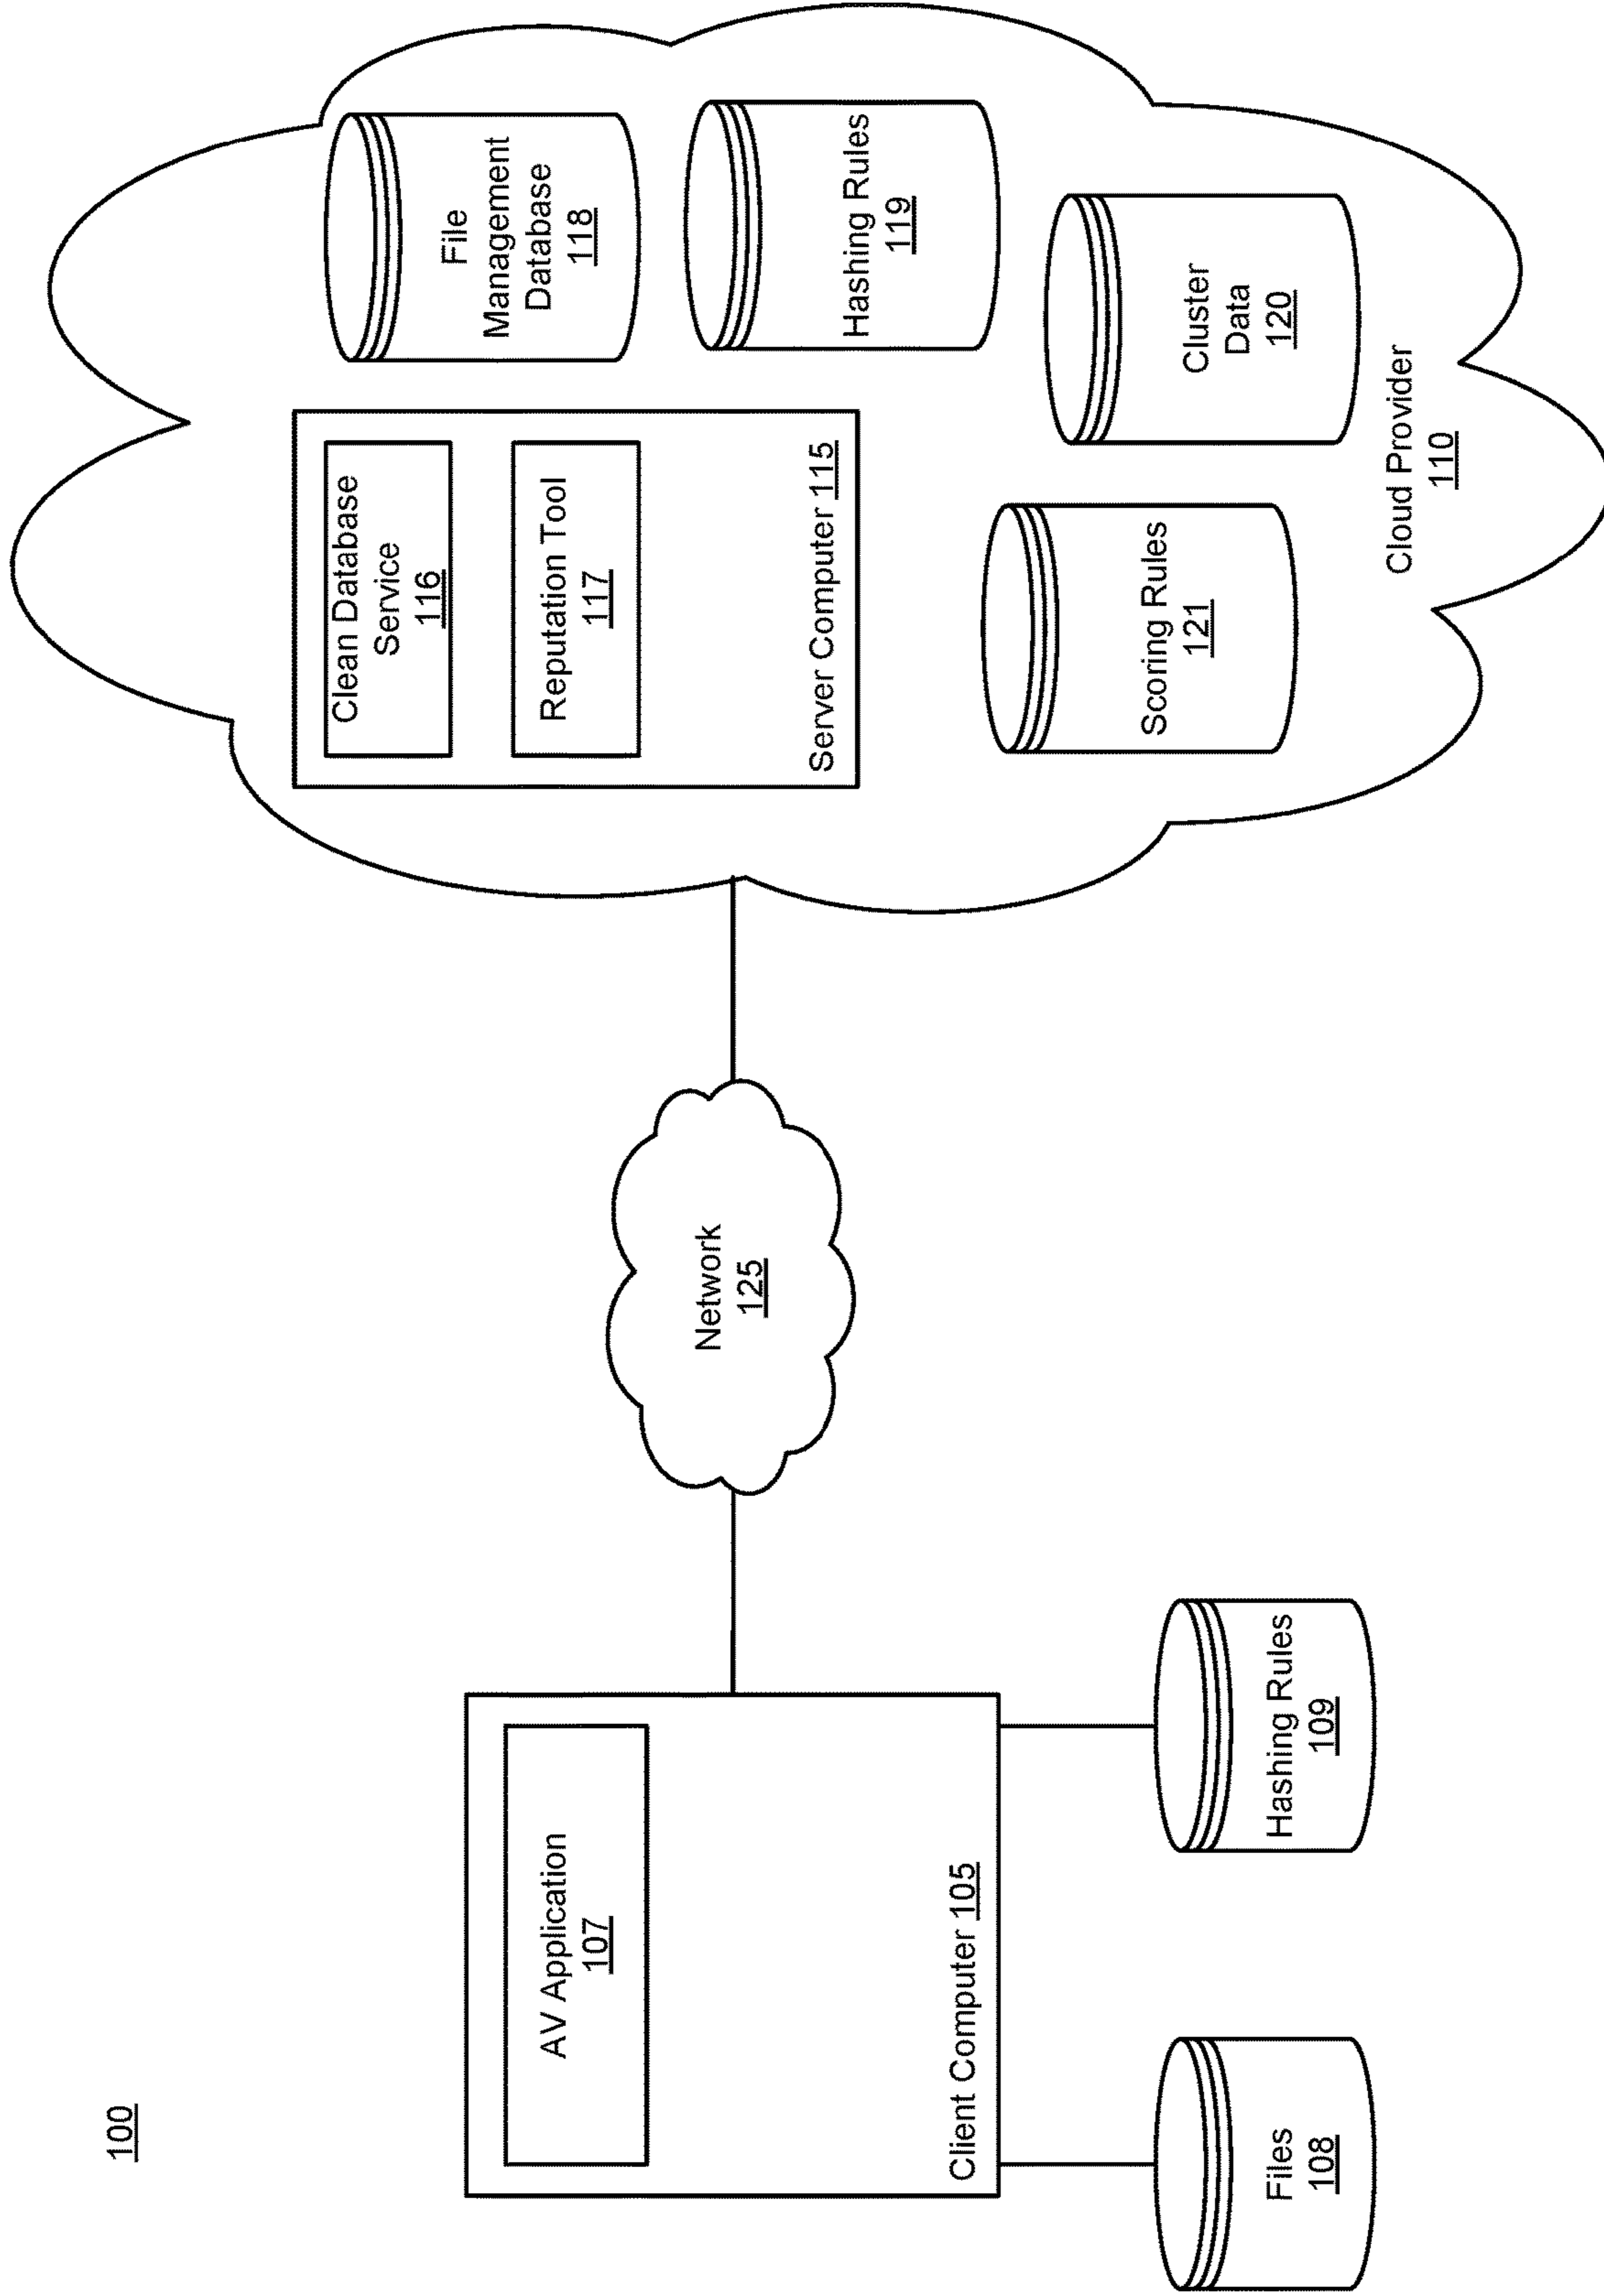 100
AV Application
107
Client Computer 105
Files
108
Hashing Rules
109
Network
125
Clean Database
Service
116
Reputation Tool
117
Server Computer 115
File
Management
Database
118
Hashing Rules
119
Cluster
Data
120
Scoring Rules
121
Cloud Provider
110